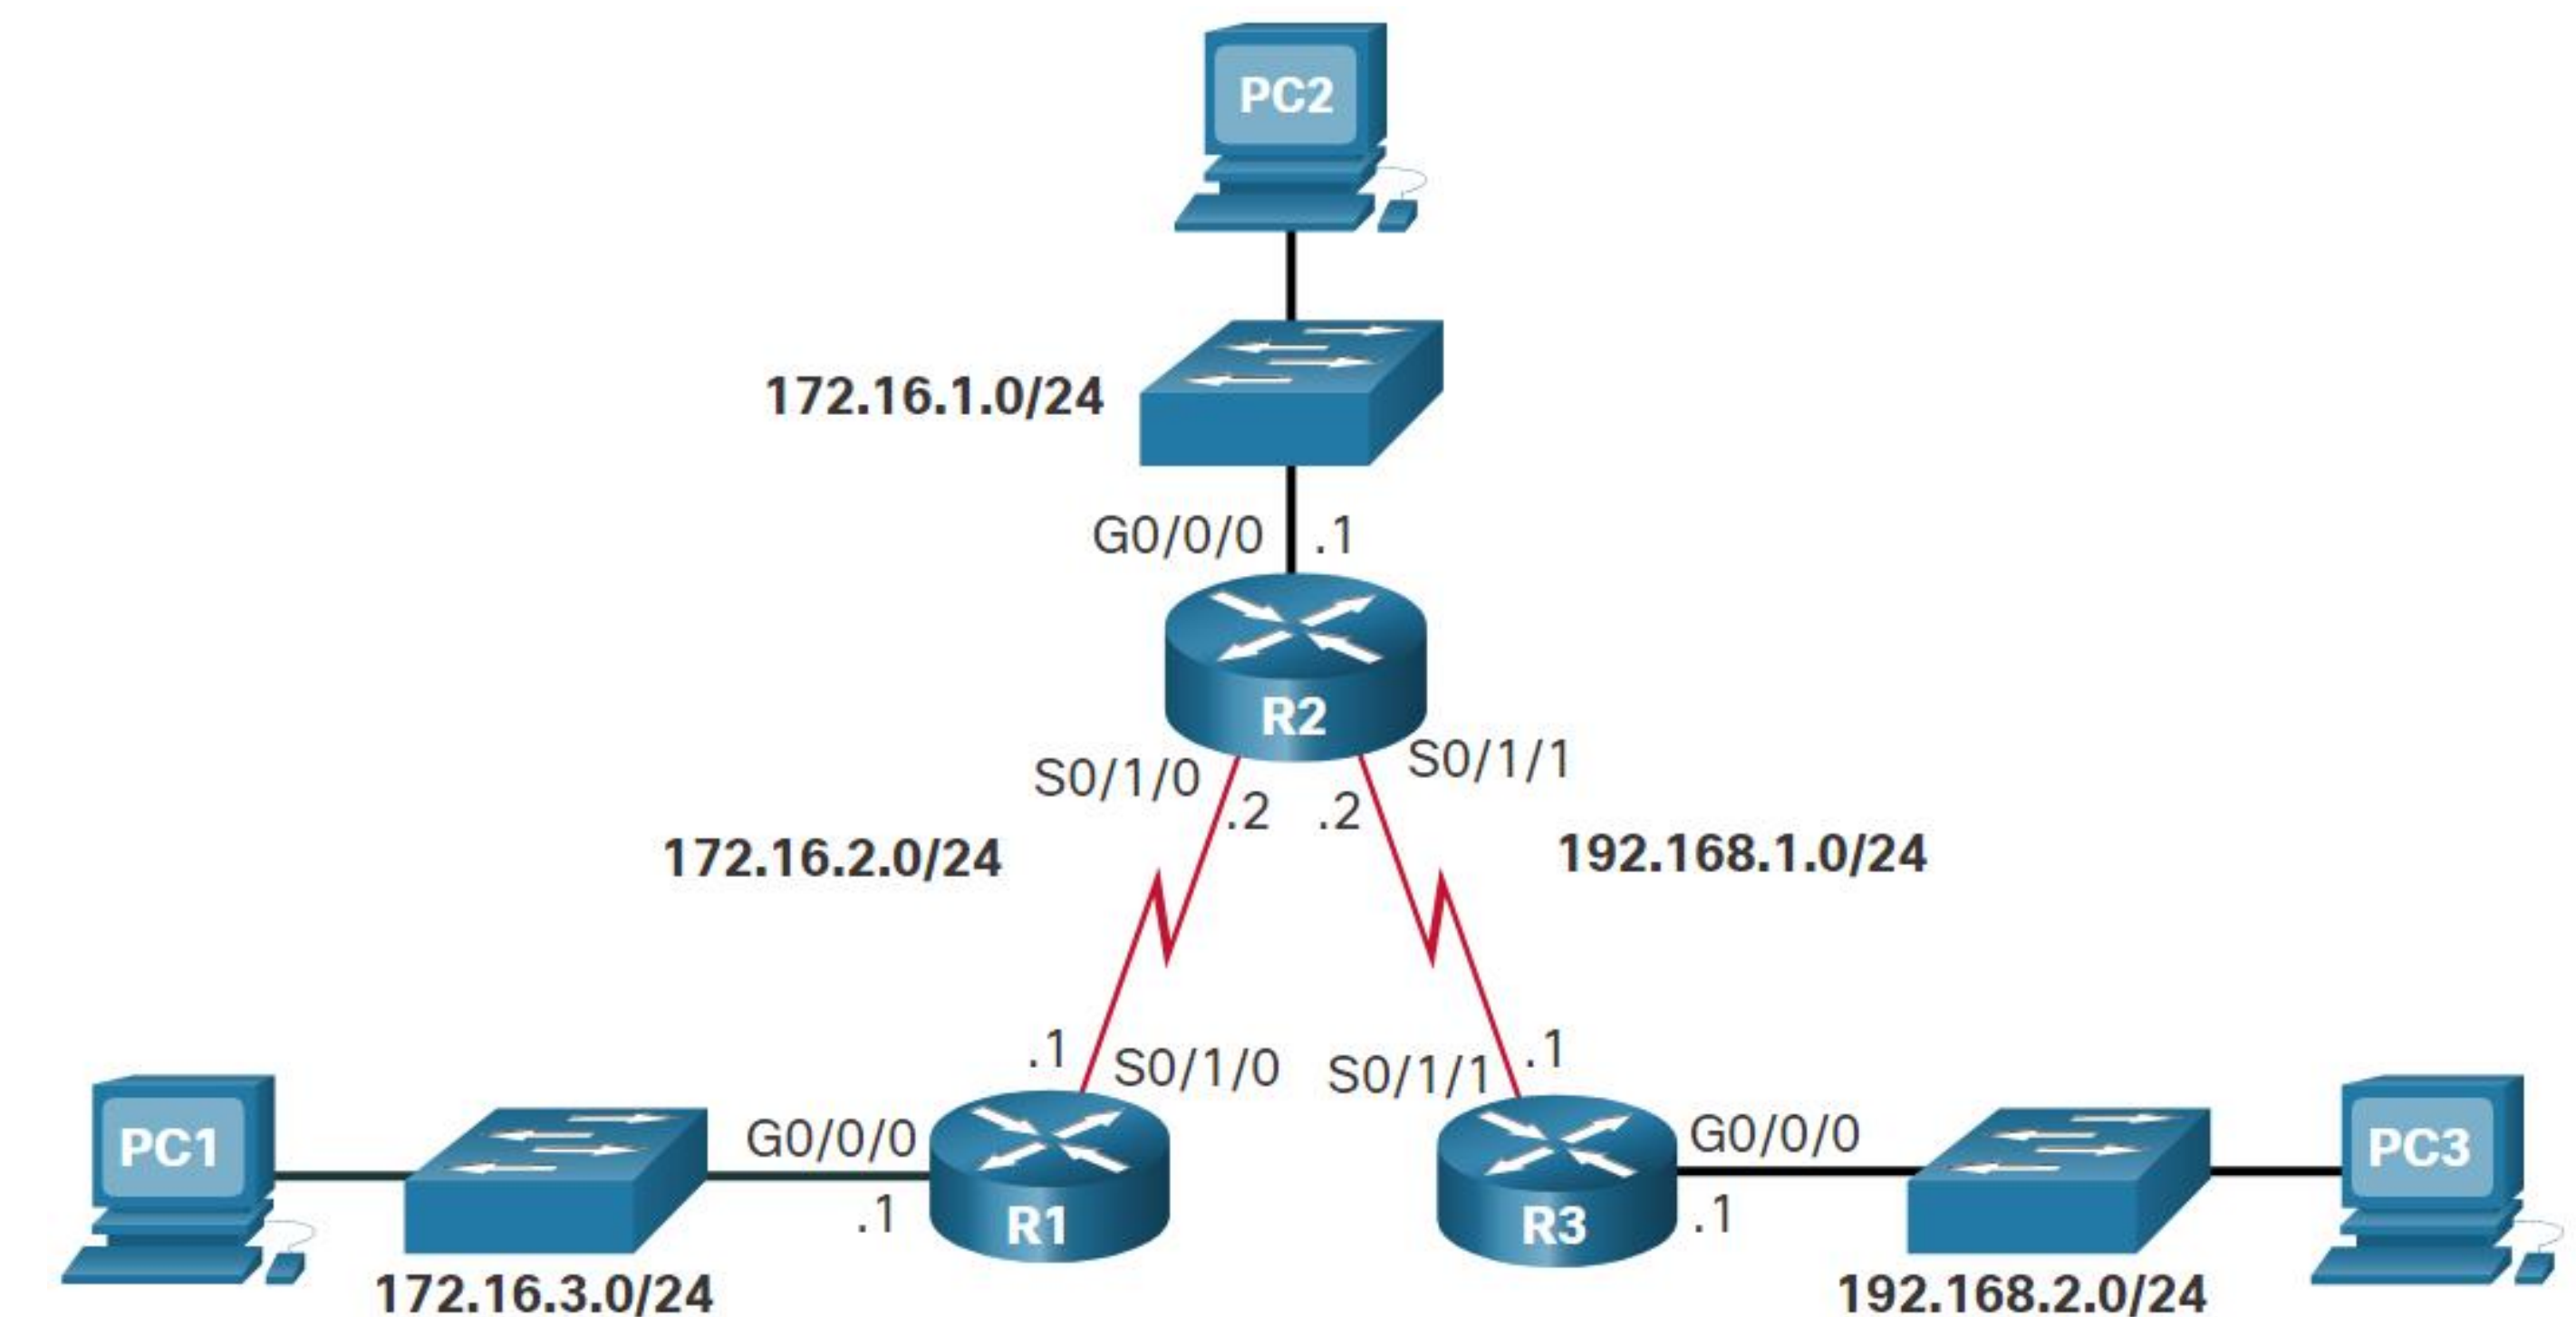 PC2
172.16.1.0/24
G0/0/0 .1
R2
S0/1/0 S0/1/1
.2 .2
172.16.2.0/24 192.168.1.0/24
.1 S0/1/0 S0/1/1 .1
PC1 G0/0/0 G0/0/0 PC3
.1 R1 R3 .1
172.16.3.0/24 192.168.2.0/24